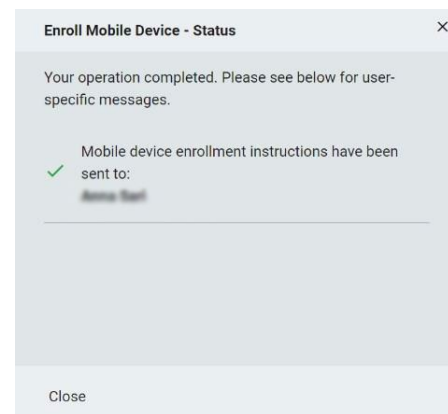 Enroll Mobile Device - Status
Your operation completed. Please see below for user-
specific messages.
Mobile device enrollment instructions have been
sent to:
Close